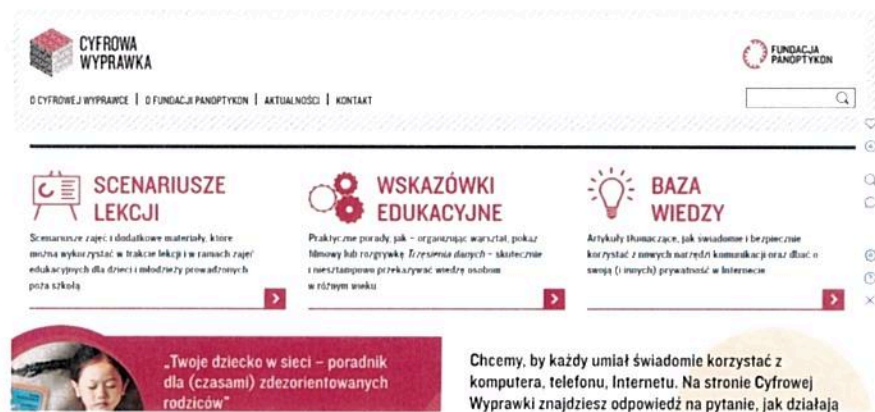 CYFROWA
WYPRAWKA
FUNDACJA
PANOPTYKON
O CYFROWEJ WYPRAWCE | O FUNDACJI PANOPTYKON | AKTUALNOŚCI | KONTAKT
SCENARIUSZE
LEKCJI
Scenariusze zajęć i dodatkowe materiały, które
można wykorzystać w trakcie lekcji i w ramach zajęć
edukacyjnych dla dzieci i młodzieży prowadzonych
poza szkołą
WSKAZÓWKI
EDUKACYJNE
Praktyczne porady, jak – organizując warsztat, pokaz
filmowy lub rozgrywkę Trzęsienia danych – skutecznie
i niesztampowo przekazywać wiedzę osobom
w różnym wieku
BAZA
WIEDZY
Artykuły tłumaczące, jak świadomie i bezpiecznie
korzystać z nowych narzędzi komunikacji oraz dbać o
swoją (i innych) prywatność w Internecie
„Twoje dziecko w sieci – poradnik
dla (czasami) zdezorientowanych
rodziców"
Chcemy, by każdy umiał świadomie korzystać z
komputera, telefonu, Internetu. Na stronie Cyfrowej
Wyprawki znajdziesz odpowiedź na pytanie, jak działają